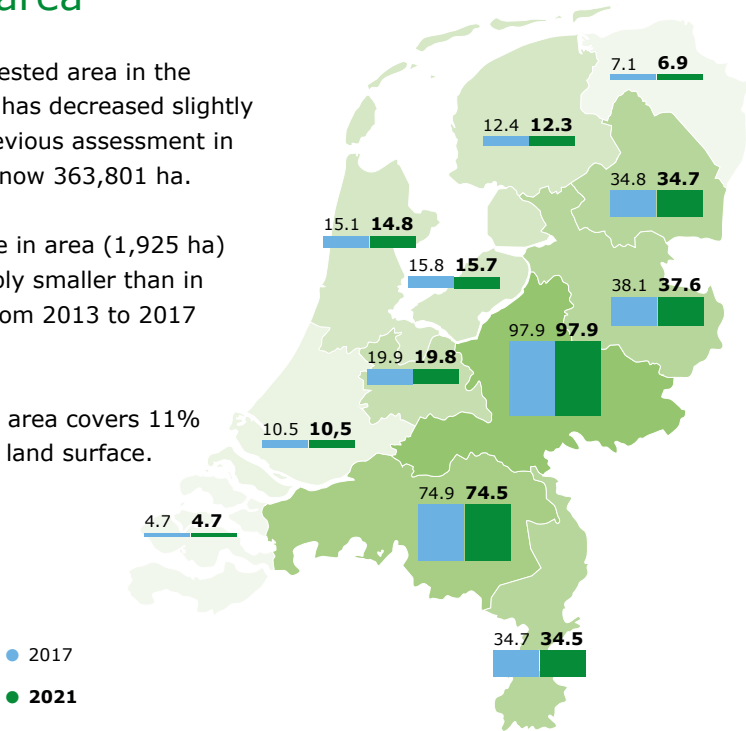 area
ested area in the
has decreased slightly
evious assessment in
now 363,801 ha.
e in area (1,925 ha)
bly smaller than in
om 2013 to 2017
area covers 11%
land surface.
7.1 6.9
12.4 12.3
34.8 34.7
15.1 14.8
15.8 15.7
38.1 37.6
97.9 97.9
19.9 19.8
10.5 10,5
74.9 74.5
4.7 4.7
34.7 34.5
2017
2021